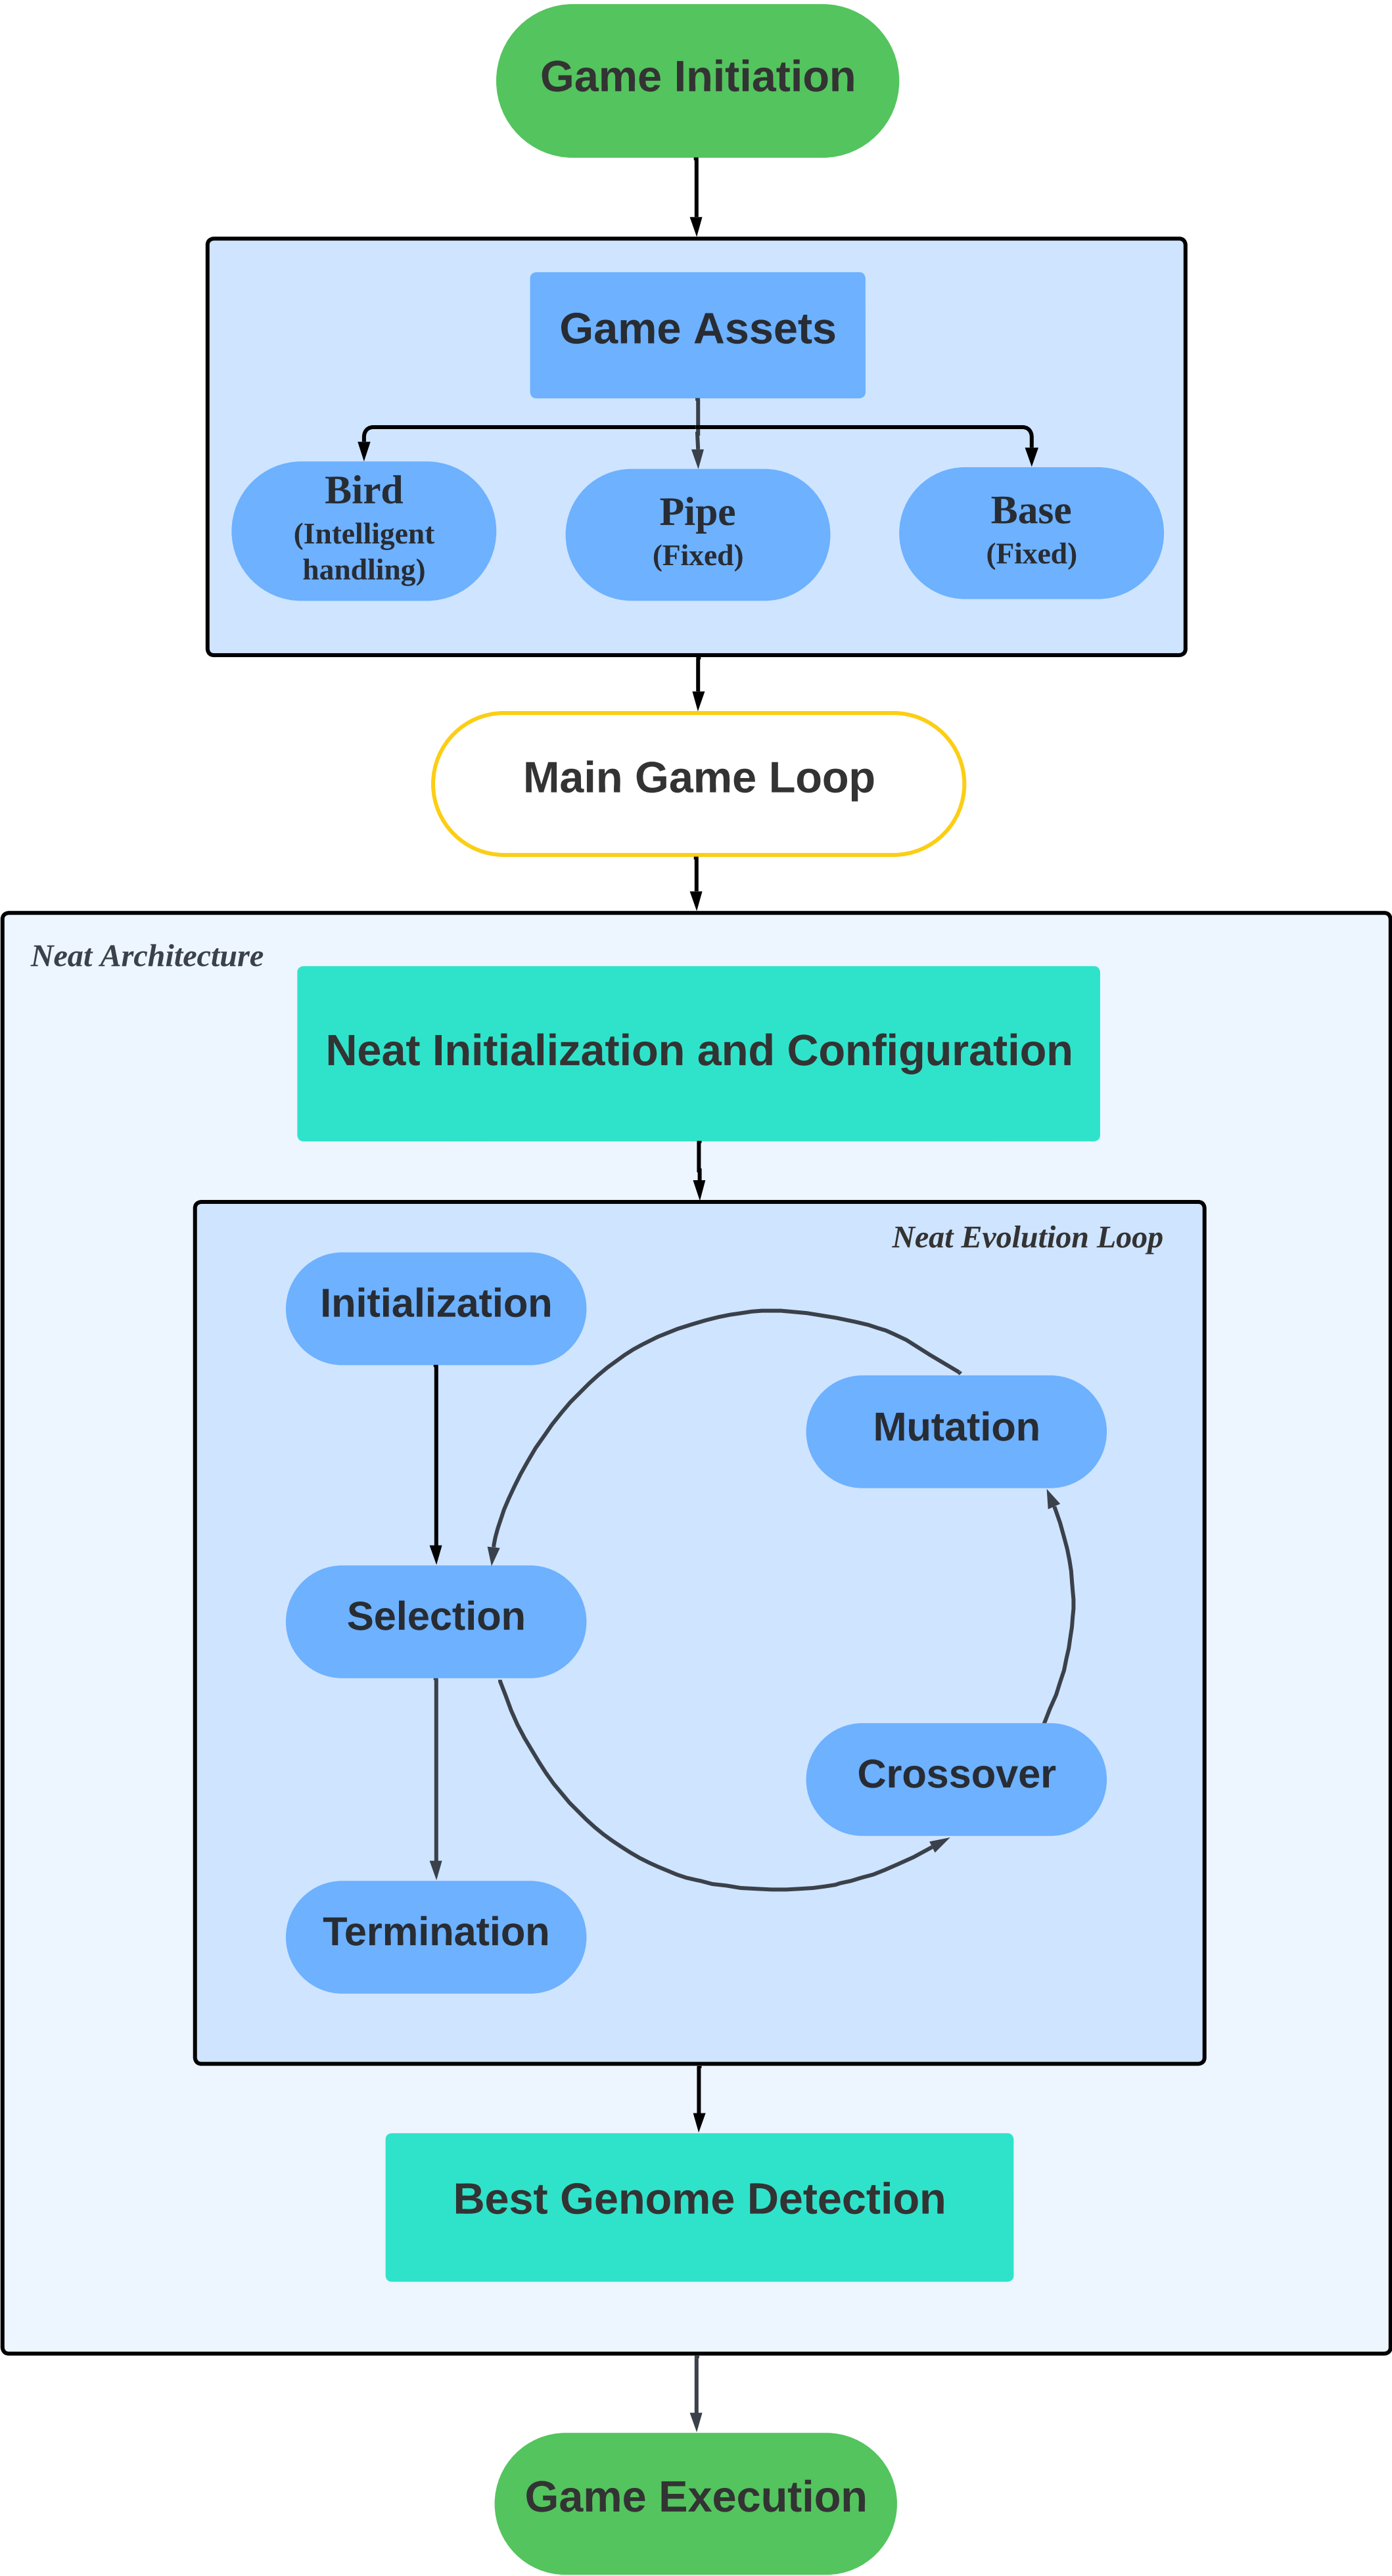 Game Initiation
Game Assets
Bird
(Intelligent
handling)
Pipe
(Fixed)
Base
(Fixed)
Main Game Loop
Neat Architecture
Neat Initialization and Configuration
Neat Evolution Loop
Initialization
Mutation
Selection
Crossover
Termination
Best Genome Detection
Game Execution